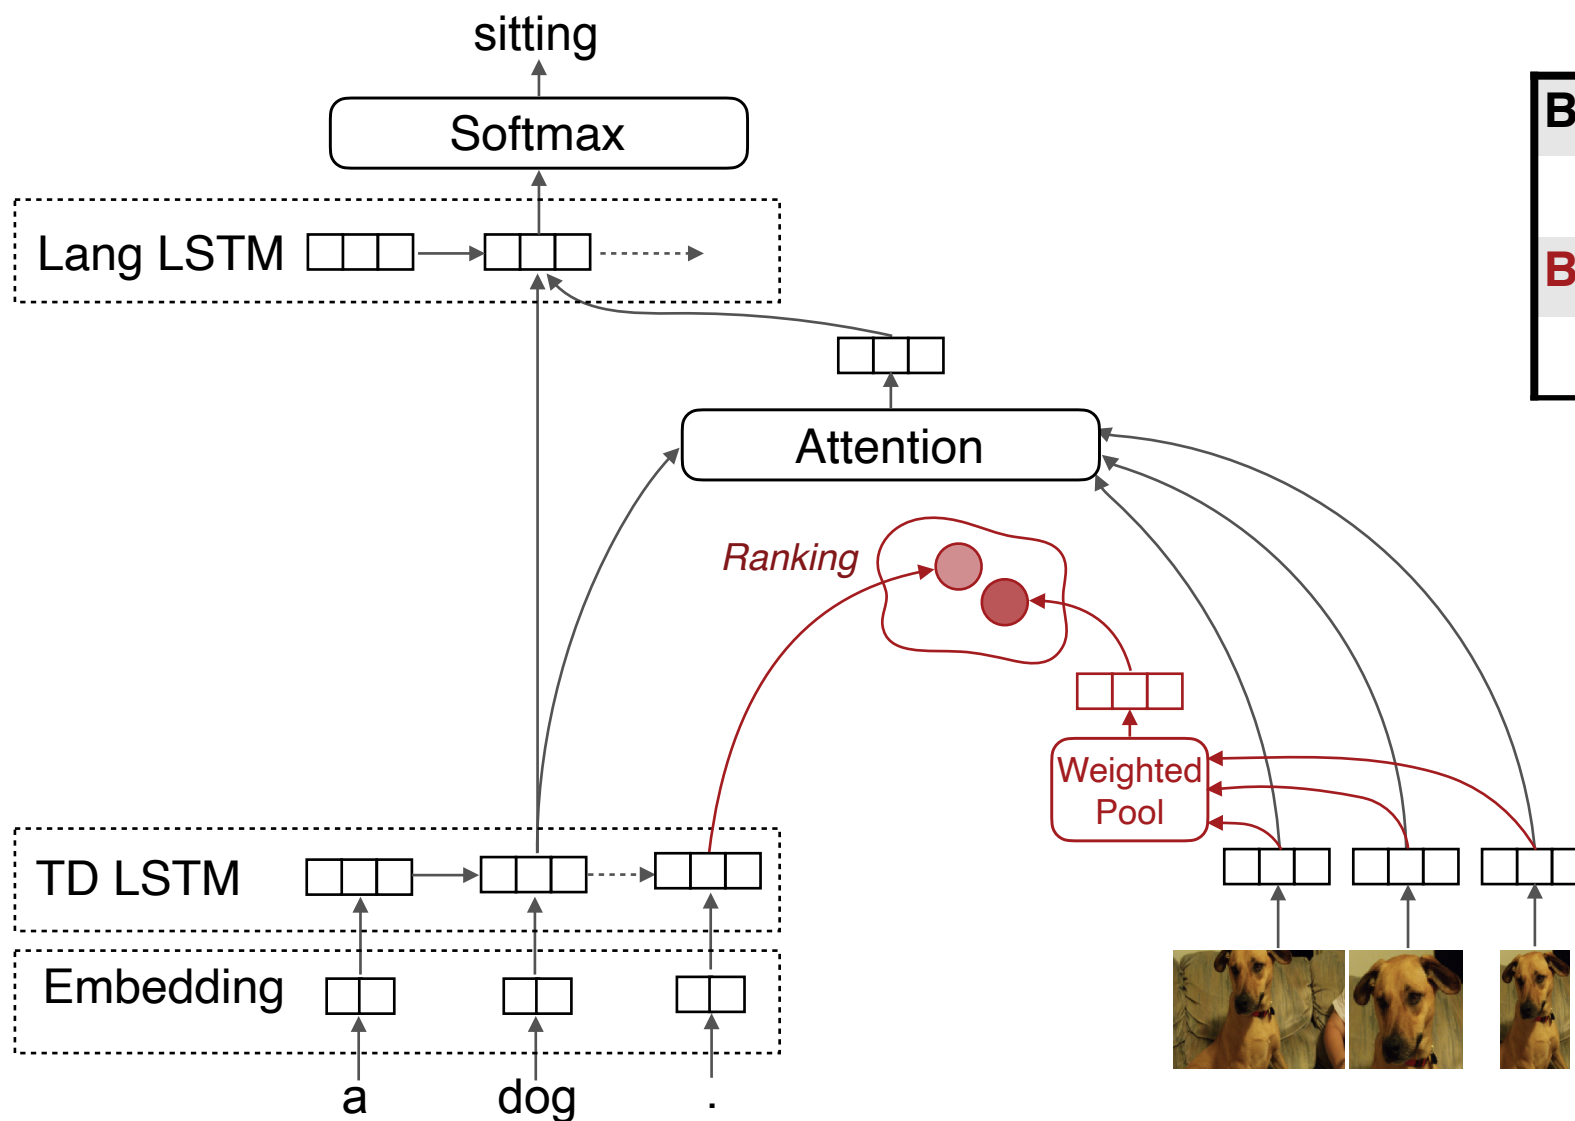 sitting
Softmax
B
Lang LSTM
B
Attention
Ranking
Weighted
Pool
TD LSTM
Embedding
a dog .